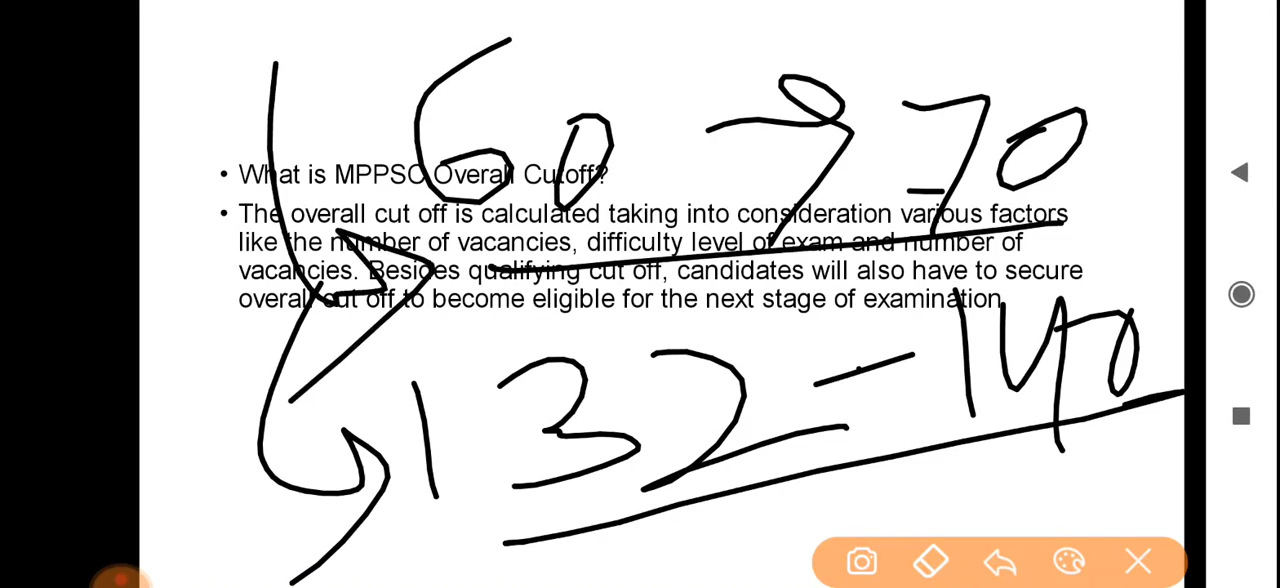 60 → 70
• What is MPPSC Overall Cutoff?
• The overall cut off is calculated taking into consideration various factors
like the number of vacancies, difficulty level of exam and number of
vacancies. Besides qualifying cut off, candidates will also have to secure
overall cut off to become eligible for the next stage of examination.
132 - 140